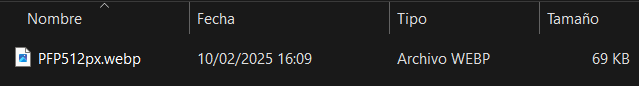 Nombre Fecha Tipo Tamaño
PFP512px.webp 10/02/2025 16:09 Archivo WEBP 69 KB